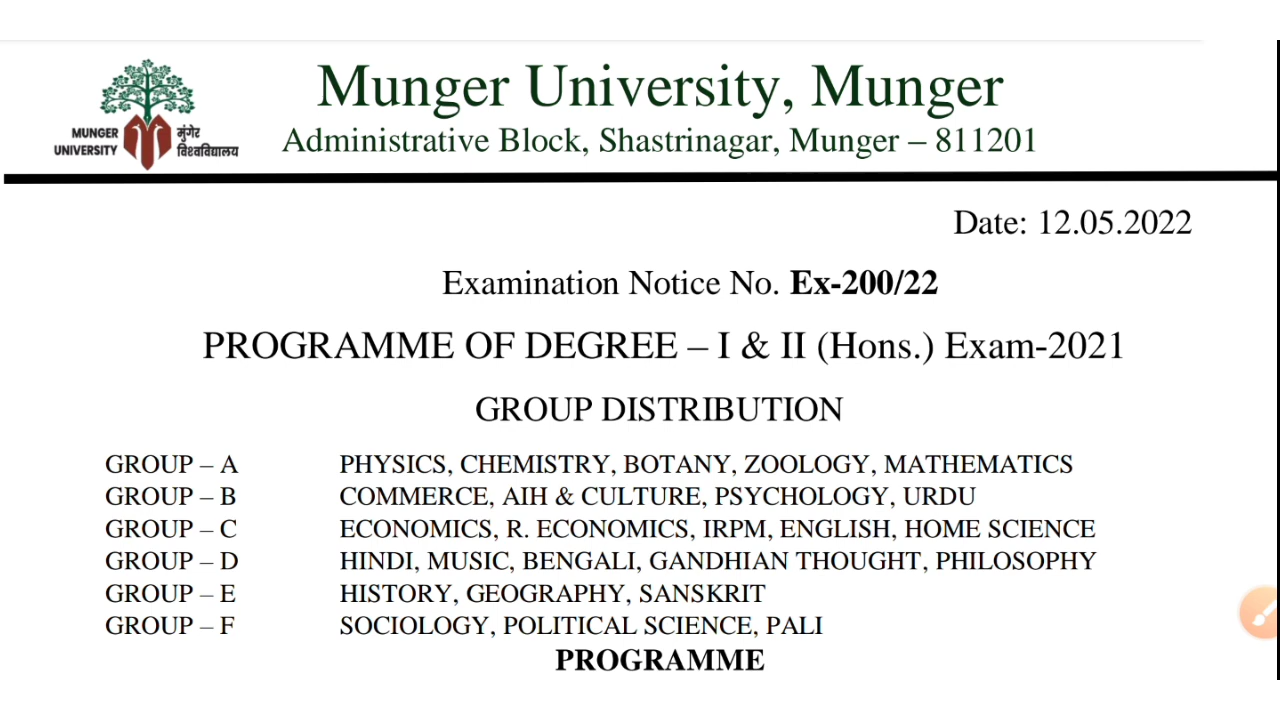 Munger University, Munger
Administrative Block, Shastrinagar, Munger – 811201
MUNGER मुंगेर
UNIVERSITY विश्वविद्यालय
Date: 12.05.2022
Examination Notice No. Ex-200/22
PROGRAMME OF DEGREE – I & II (Hons.) Exam-2021
GROUP DISTRIBUTION
GROUP – A PHYSICS, CHEMISTRY, BOTANY, ZOOLOGY, MATHEMATICS
GROUP – B COMMERCE, AIH & CULTURE, PSYCHOLOGY, URDU
GROUP – C ECONOMICS, R. ECONOMICS, IRPM, ENGLISH, HOME SCIENCE
GROUP – D HINDI, MUSIC, BENGALI, GANDHIAN THOUGHT, PHILOSOPHY
GROUP – E HISTORY, GEOGRAPHY, SANSKRIT
GROUP – F SOCIOLOGY, POLITICAL SCIENCE, PALI
PROGRAMME